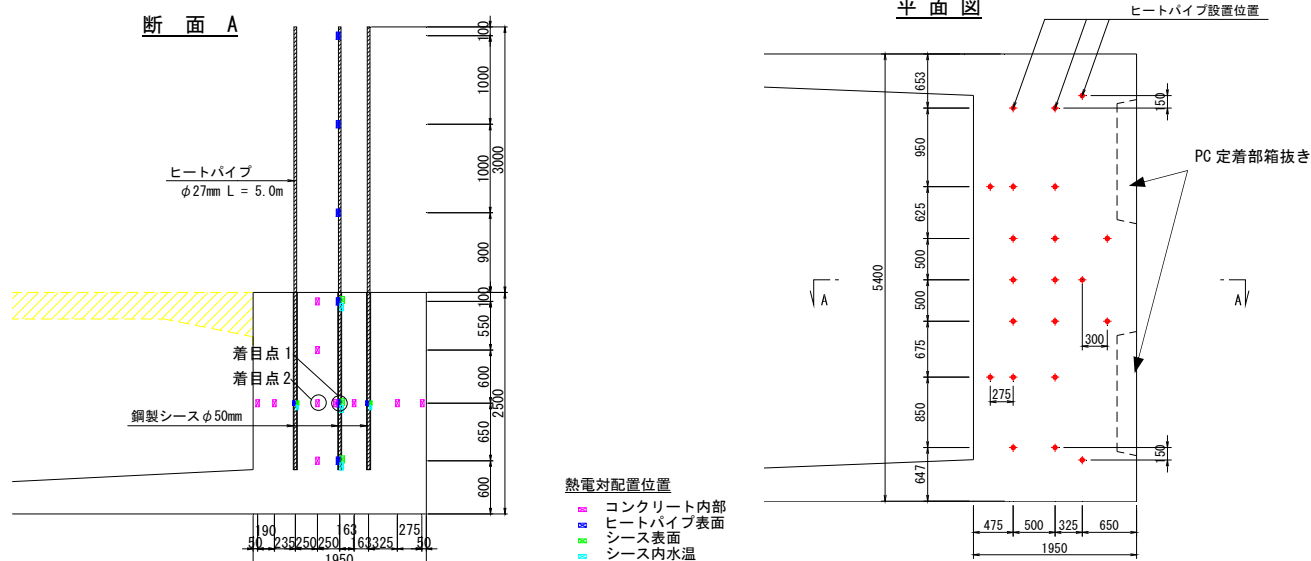 断 面 A
平 面 図
ヒートパイプ設置位置
ヒートパイプ
φ27mm L = 5.0m
着目点1
着目点2
鋼製シースφ50mm
100
1000
1000
3000
900
100
550
600
2500
650
600
190
163
275
50
235
250
250
163
325
50
1950
熱電対配置位置
コンクリート内部
ヒートパイプ表面
シース表面
シース内水温
653
950
625
500
500
675
850
647
5400
150
PC 定着部箱抜き
A
A
300
275
150
475
500
325
650
1950